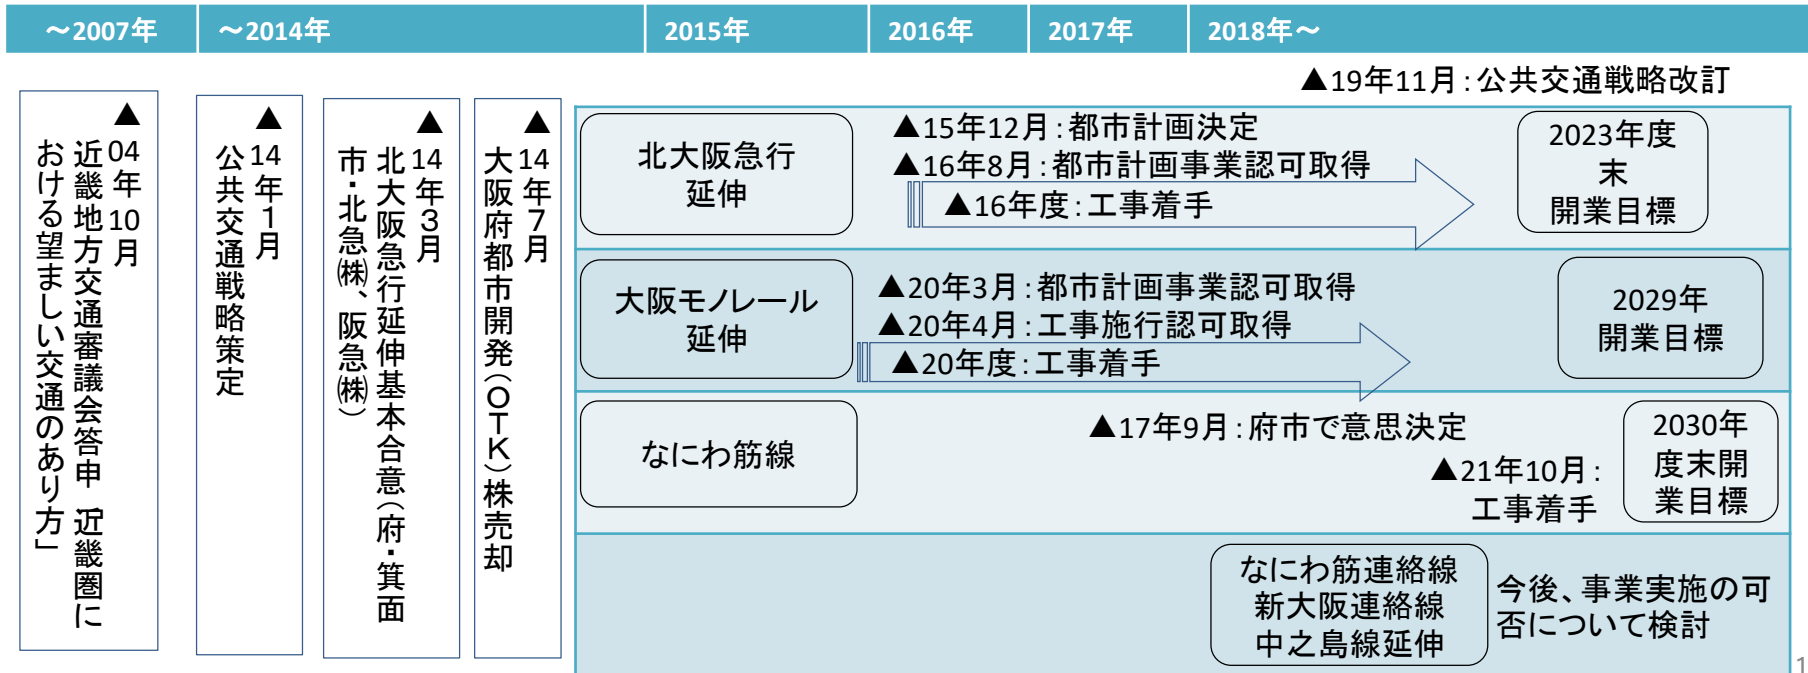 ～2007年
～2014年
2015年
2016年
2017年
2018年～
▲19年11月：公共交通戦略改訂
▲04年10月
近畿地方交通審議会答申「近畿圏に
おける望ましい交通のあり方」
▲14年1月
公共交通戦略策定
▲14年3月
北大阪急行延伸基本合意（府・箕面
市・北急㈱、阪急㈱）
▲14年7月
大阪府都市開発（OTK）株売却
北大阪急行
延伸
▲15年12月：都市計画決定
▲16年8月：都市計画事業認可取得
▲16年度：工事着手
2023年度
末
開業目標
大阪モノレール
延伸
▲20年3月：都市計画事業認可取得
▲20年4月：工事施行認可取得
▲20年度：工事着手
2029年
開業目標
なにわ筋線
▲17年9月：府市で意思決定
▲21年10月：
工事着手
2030年
度末開
業目標
なにわ筋連絡線
新大阪連絡線
中之島線延伸
今後、事業実施の可
否について検討
1